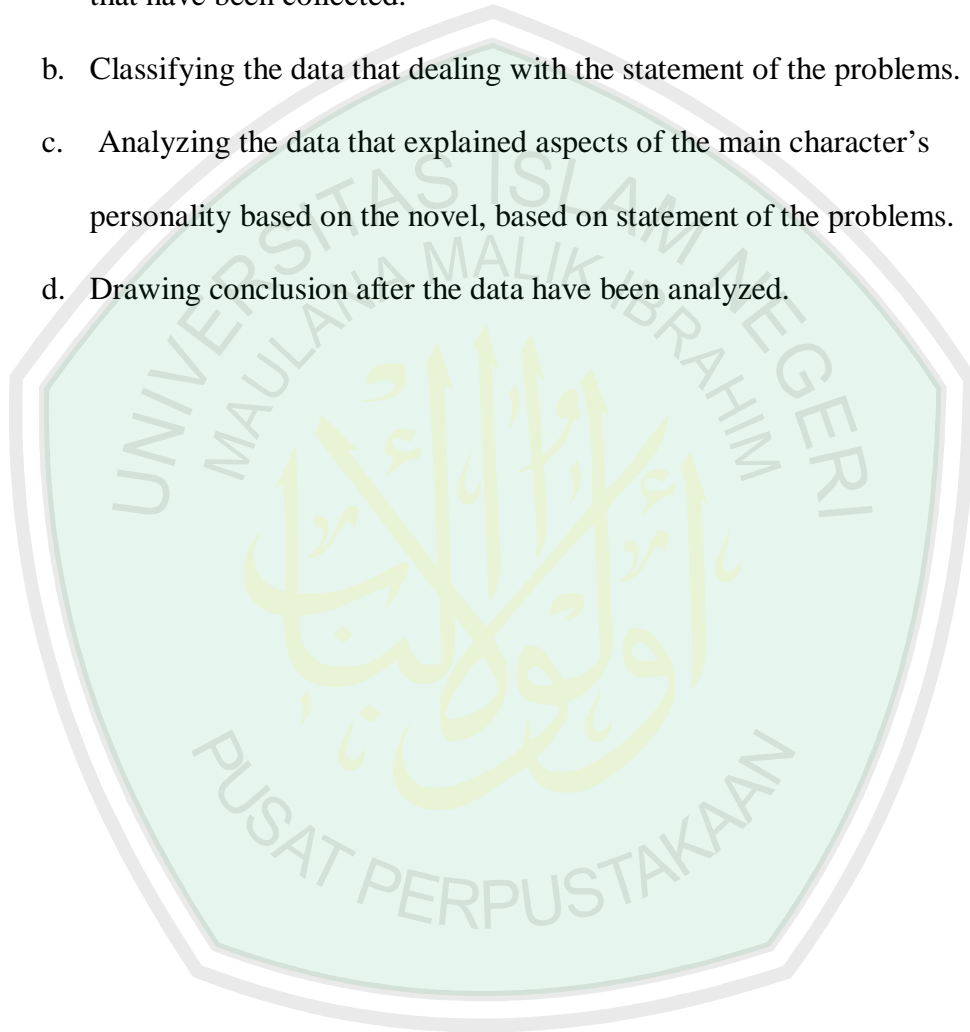 that have been collected.
b. Classifying the data that dealing with the statement of the problems.
c. Analyzing the data that explained aspects of the main character’s
personality based on the novel, based on statement of the problems.
d. Drawing conclusion after the data have been analyzed.
UNIVERSITAS ISLAM NEGERI
MAULANA MALIK IBRAHIM
PUSAT PERPUSTAKAAN